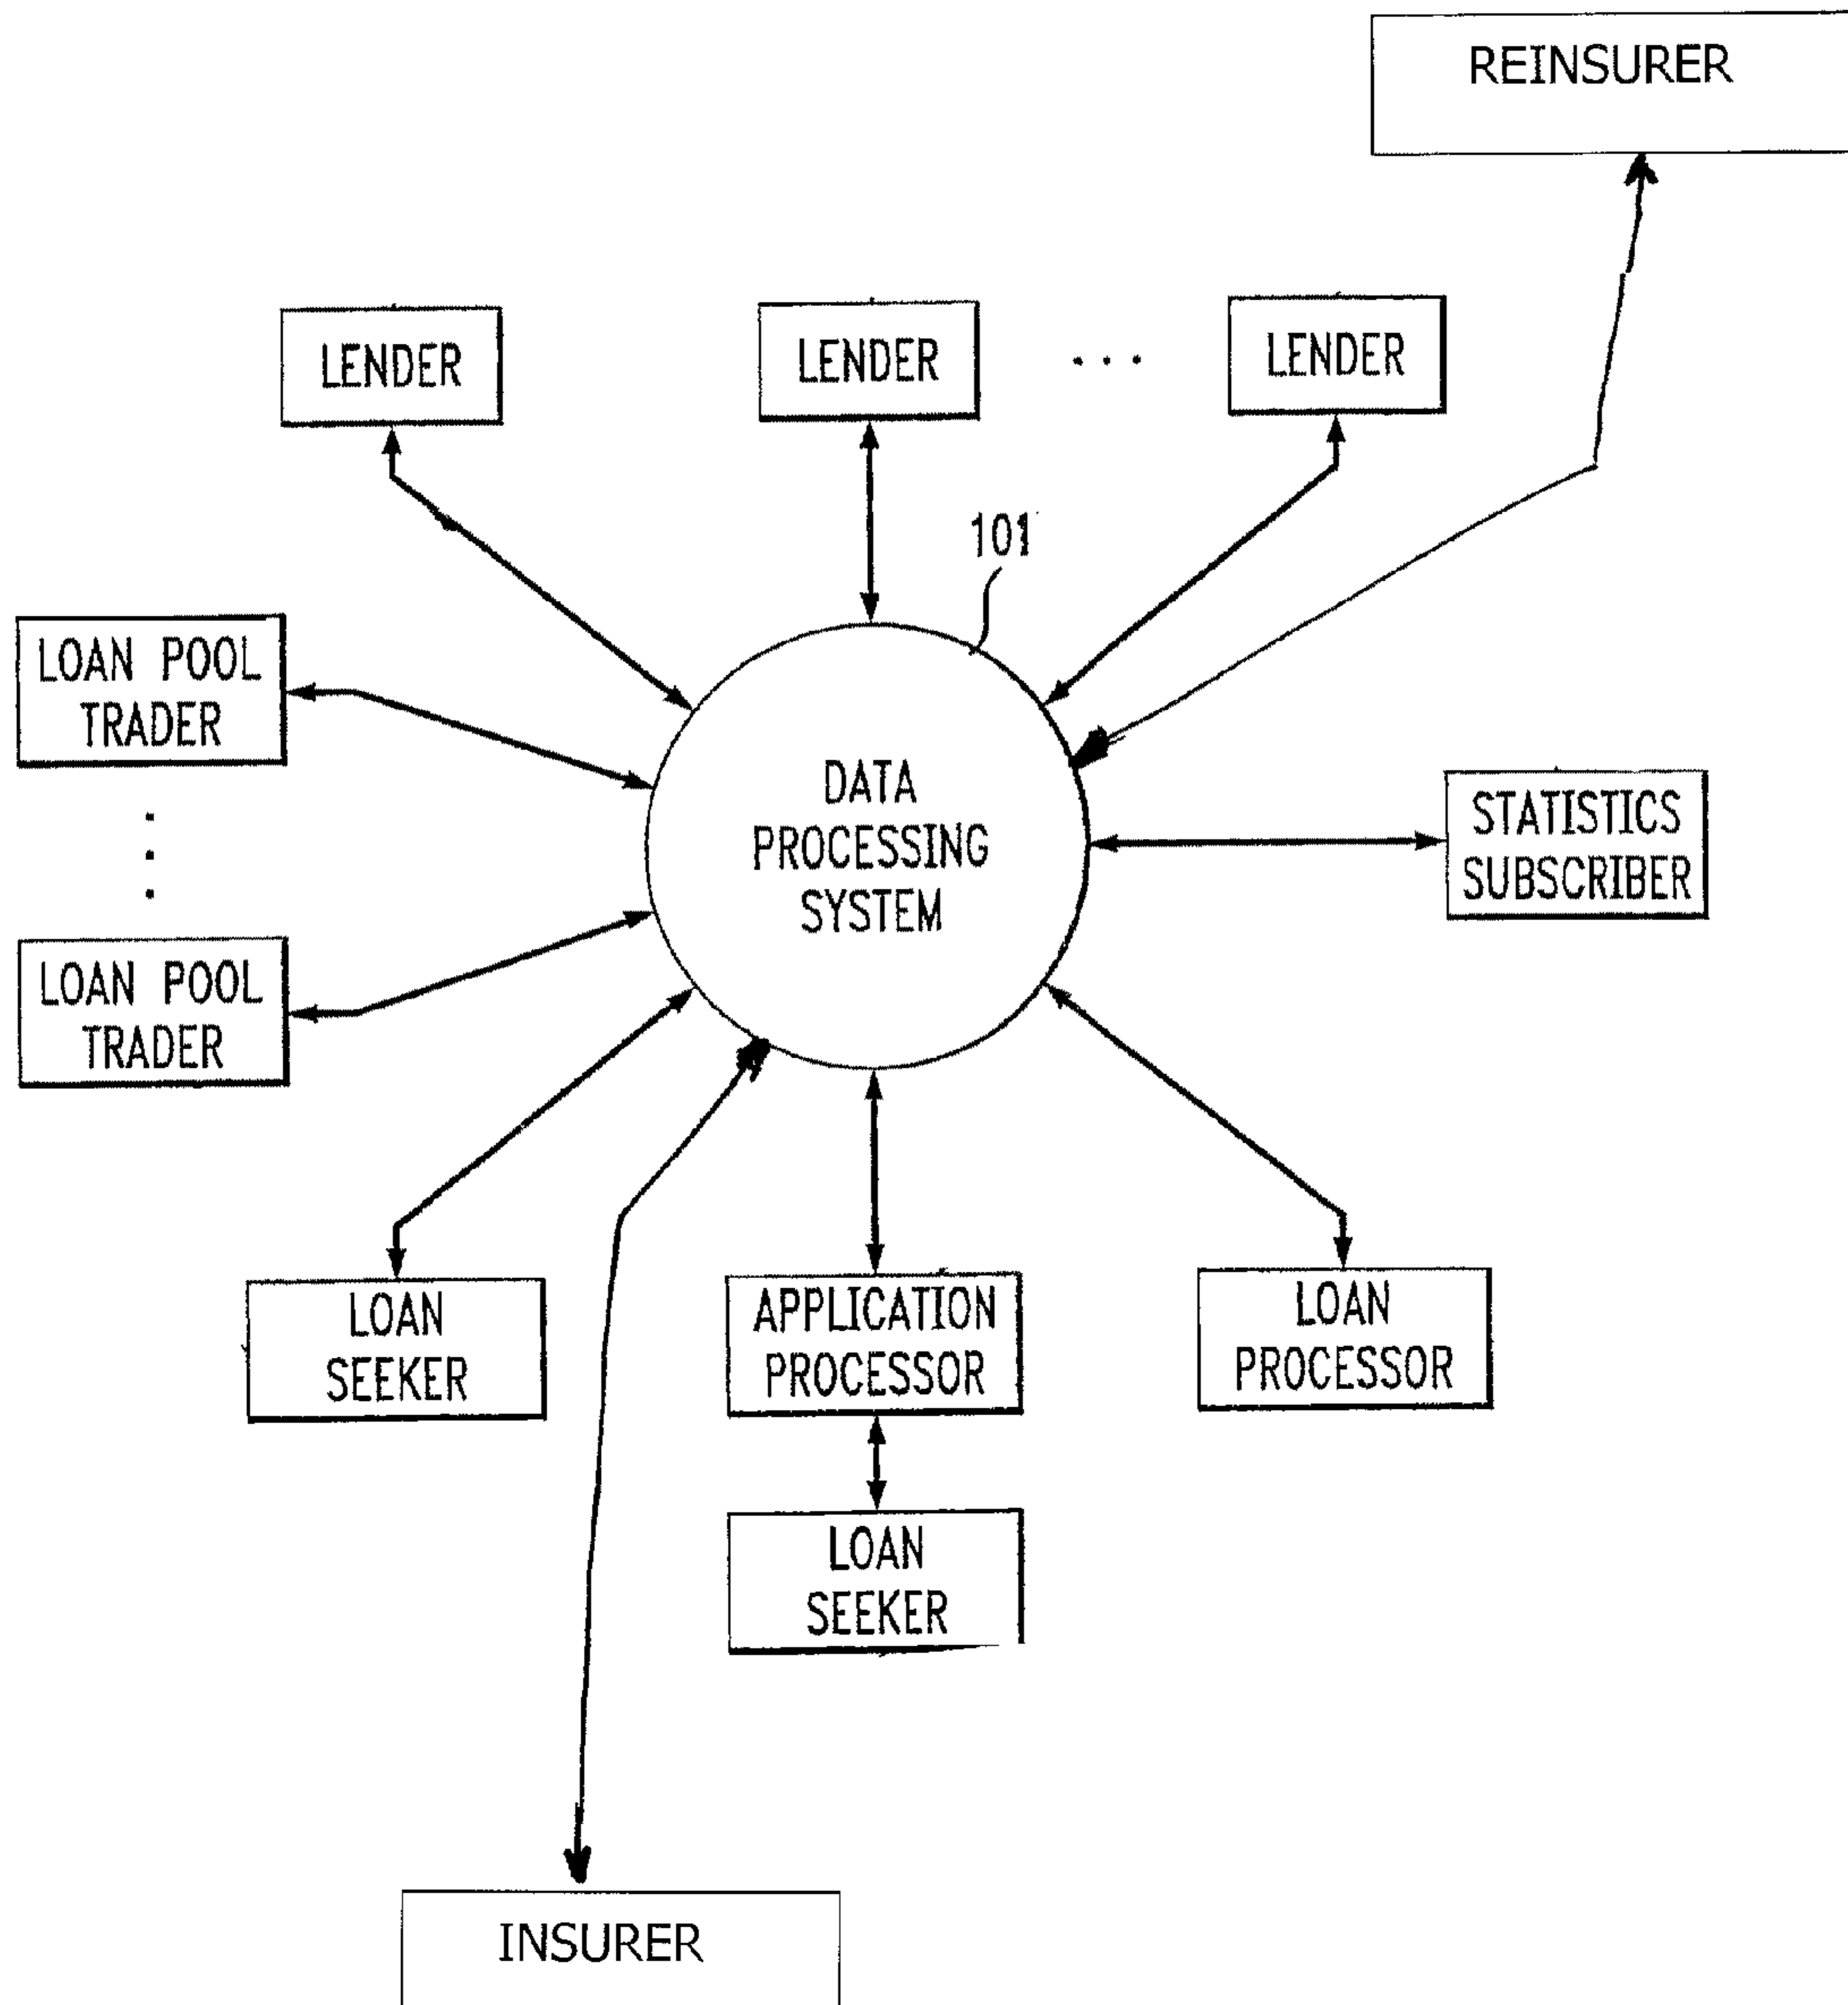 REINSURER
LENDER
LENDER
. . .
LENDER
101
LOAN POOL
TRADER
DATA
PROCESSING
SYSTEM
STATISTICS
SUBSCRIBER
LOAN POOL
TRADER
LOAN
SEEKER
APPLICATION
PROCESSOR
LOAN
PROCESSOR
LOAN
SEEKER
INSURER